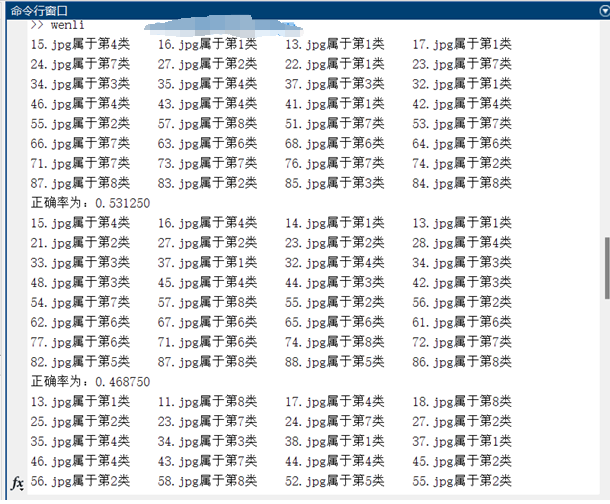 命令行窗口
>> wenli
15.jpg属于第4类 16.jpg属于第1类 13.jpg属于第1类 17.jpg属于第1类
24.jpg属于第7类 27.jpg属于第2类 22.jpg属于第1类 23.jpg属于第7类
34.jpg属于第3类 35.jpg属于第4类 37.jpg属于第3类 32.jpg属于第1类
46.jpg属于第4类 43.jpg属于第4类 41.jpg属于第1类 42.jpg属于第4类
55.jpg属于第2类 57.jpg属于第8类 51.jpg属于第7类 53.jpg属于第7类
66.jpg属于第7类 63.jpg属于第6类 68.jpg属于第6类 64.jpg属于第6类
71.jpg属于第7类 73.jpg属于第7类 76.jpg属于第7类 74.jpg属于第2类
87.jpg属于第8类 83.jpg属于第2类 85.jpg属于第3类 84.jpg属于第8类
正确率为：0.531250
15.jpg属于第4类 16.jpg属于第4类 14.jpg属于第1类 13.jpg属于第1类
21.jpg属于第2类 27.jpg属于第2类 23.jpg属于第2类 28.jpg属于第4类
33.jpg属于第3类 37.jpg属于第1类 32.jpg属于第4类 34.jpg属于第3类
48.jpg属于第3类 45.jpg属于第4类 44.jpg属于第3类 42.jpg属于第3类
54.jpg属于第7类 57.jpg属于第8类 55.jpg属于第2类 56.jpg属于第2类
62.jpg属于第6类 67.jpg属于第6类 65.jpg属于第6类 61.jpg属于第6类
77.jpg属于第6类 71.jpg属于第6类 74.jpg属于第8类 72.jpg属于第7类
82.jpg属于第5类 87.jpg属于第8类 88.jpg属于第5类 86.jpg属于第8类
正确率为：0.468750
13.jpg属于第1类 11.jpg属于第8类 17.jpg属于第4类 18.jpg属于第8类
25.jpg属于第2类 23.jpg属于第7类 24.jpg属于第7类 27.jpg属于第2类
35.jpg属于第4类 34.jpg属于第3类 38.jpg属于第1类 37.jpg属于第1类
46.jpg属于第4类 43.jpg属于第7类 44.jpg属于第8类 45.jpg属于第2类
fx 56.jpg属于第2类 58.jpg属于第8类 52.jpg属于第5类 55.jpg属于第2类